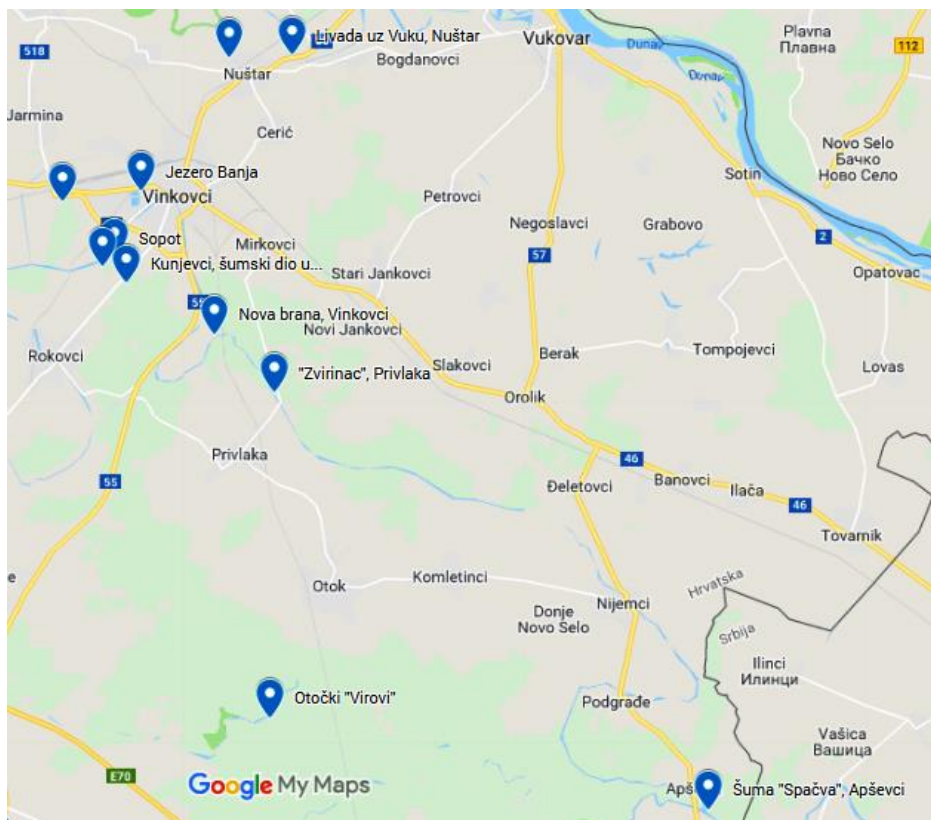 Livada uz Vuku, Nuštar
Vukovar
Dunav
Dunav
Plavna
Плавна
112
518
Nuštar
Bogdanovci
Jarmina
Cerić
Novo Selo
Бачко
Ново Село
Jezero Banja
Vinkovci
Petrovci
Sotin
Sopot
Mirkovci
Negoslavci
Grabovo
2
Kunjevci, šumski dio u...
Stari Jankovci
57
Opatovac
55
Nova brana, Vinkovci
Novi Jankovci
Rokovci
Slakovci
Berak
Tompojevci
Lovas
"Zvirinac", Privlaka
Orolik
Privlaka
46
55
Đeletovci
Banovci
Ilača
46
Tovarnik
e
Otok
Komletinci
Hrvatska
Nijemci
Donje
Novo Selo
Srbija
Ilinci
Илинци
Otočki "Virovi"
Podgrađe
Vašica
Вашица
E70
Google My Maps
Apš
Šuma "Spačva", Apševci